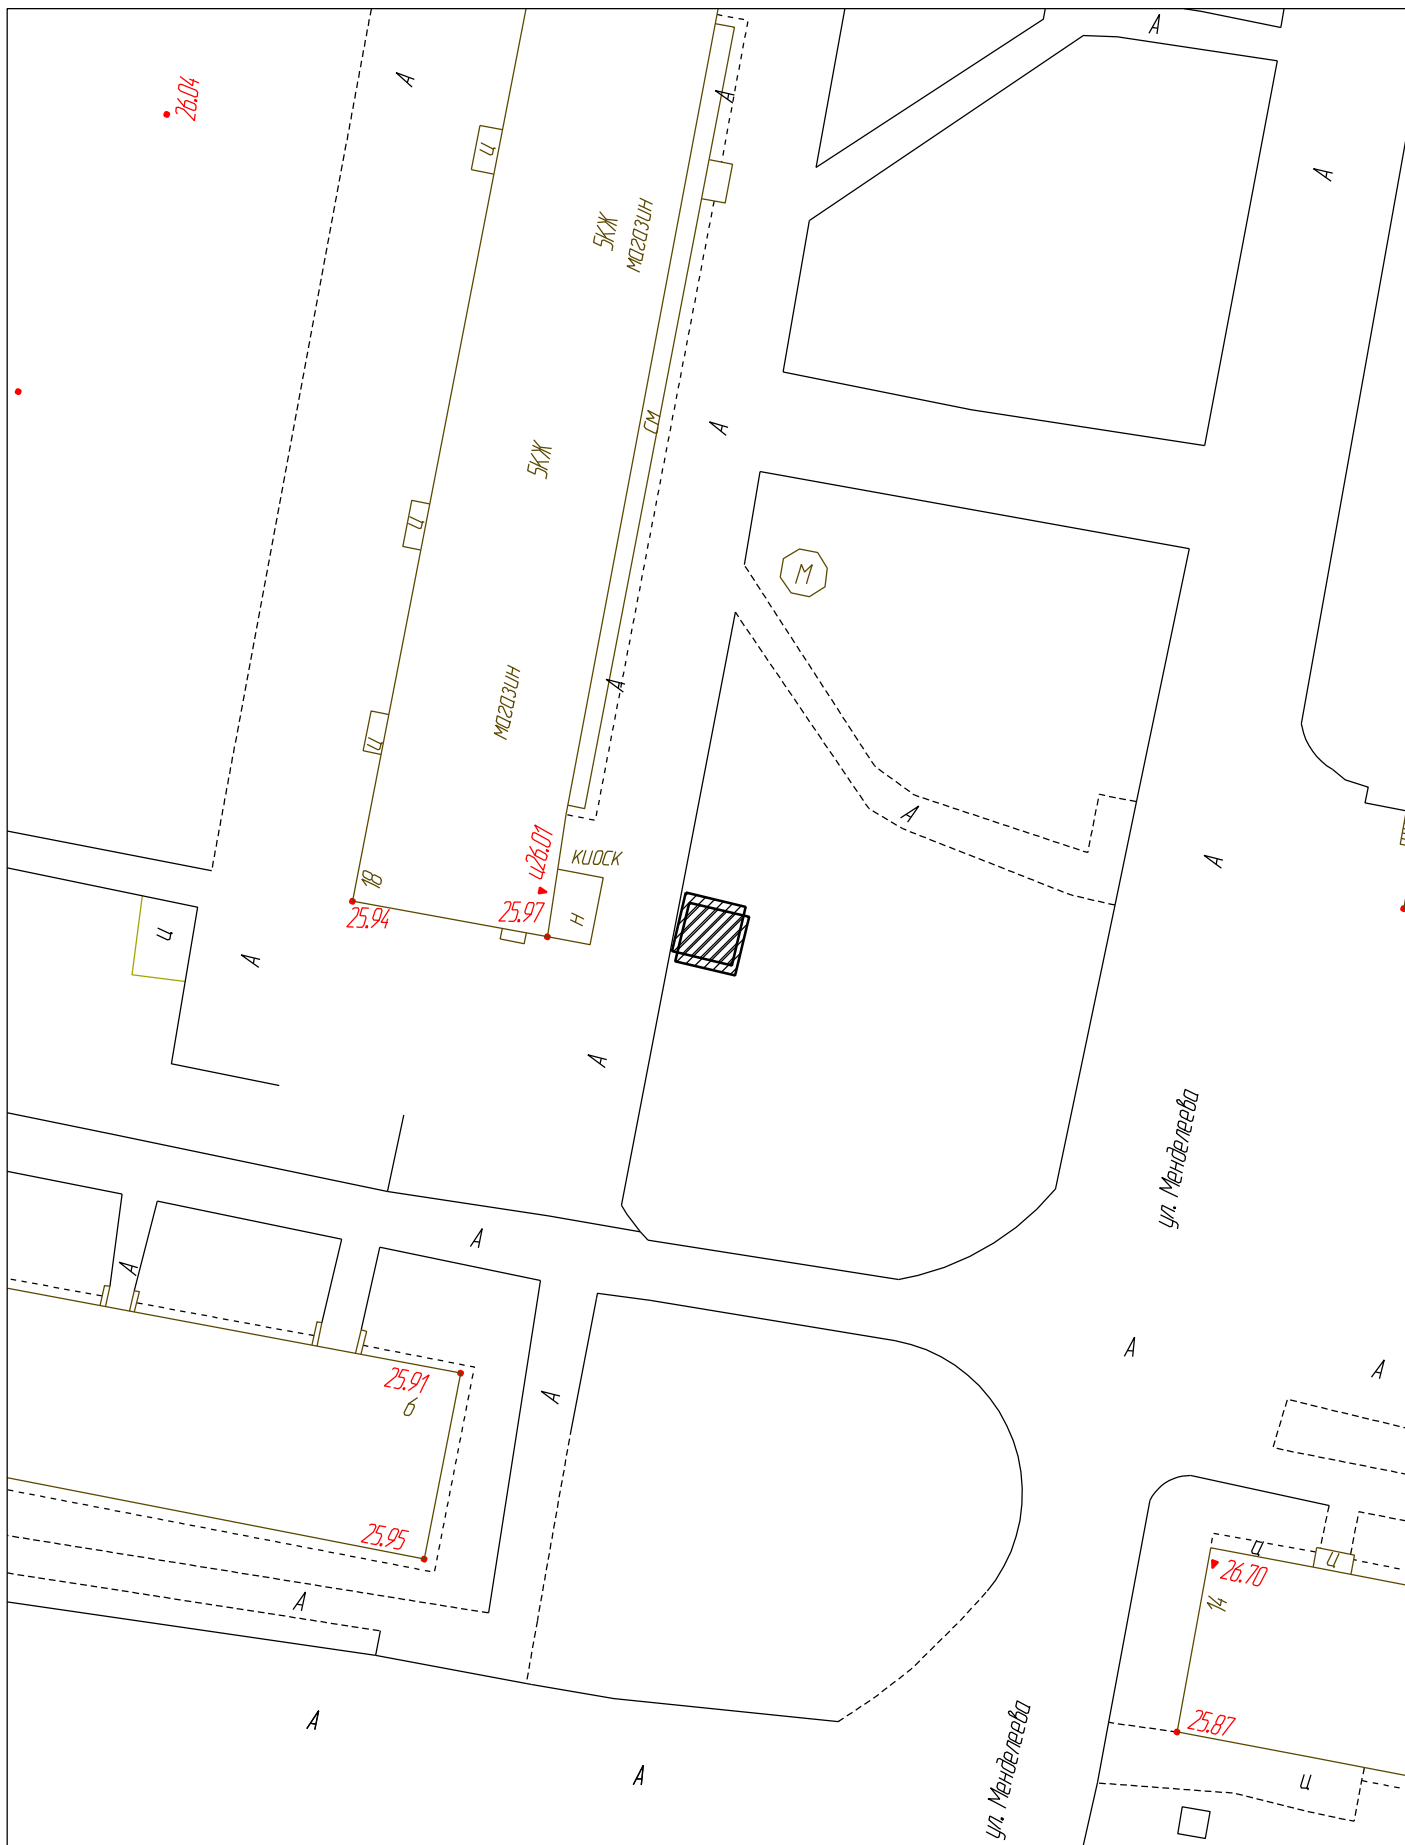 А
А
26.04
А
ц
А
5КЖ
магазин
СМ
А
5КЖ
ц
М
магазин
А
ц
А
ц26.01
КИОСК
А
18
25.94
25.97
н
ц
А
А
ул. Менделеева
А
А
А
А
25.91
6
А
25.95
А
ц
ц
26.70
14
А
25.87
ул. Менделеева
А
ц